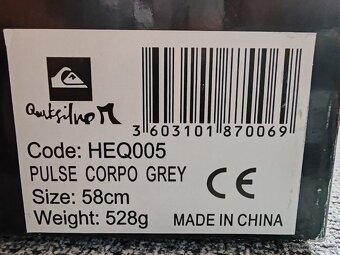 Quiksilver
3 603101 870069
Code: HEQ005
PULSE CORPO GREY
Size: 58cm
Weight: 528g
CE
MADE IN CHINA